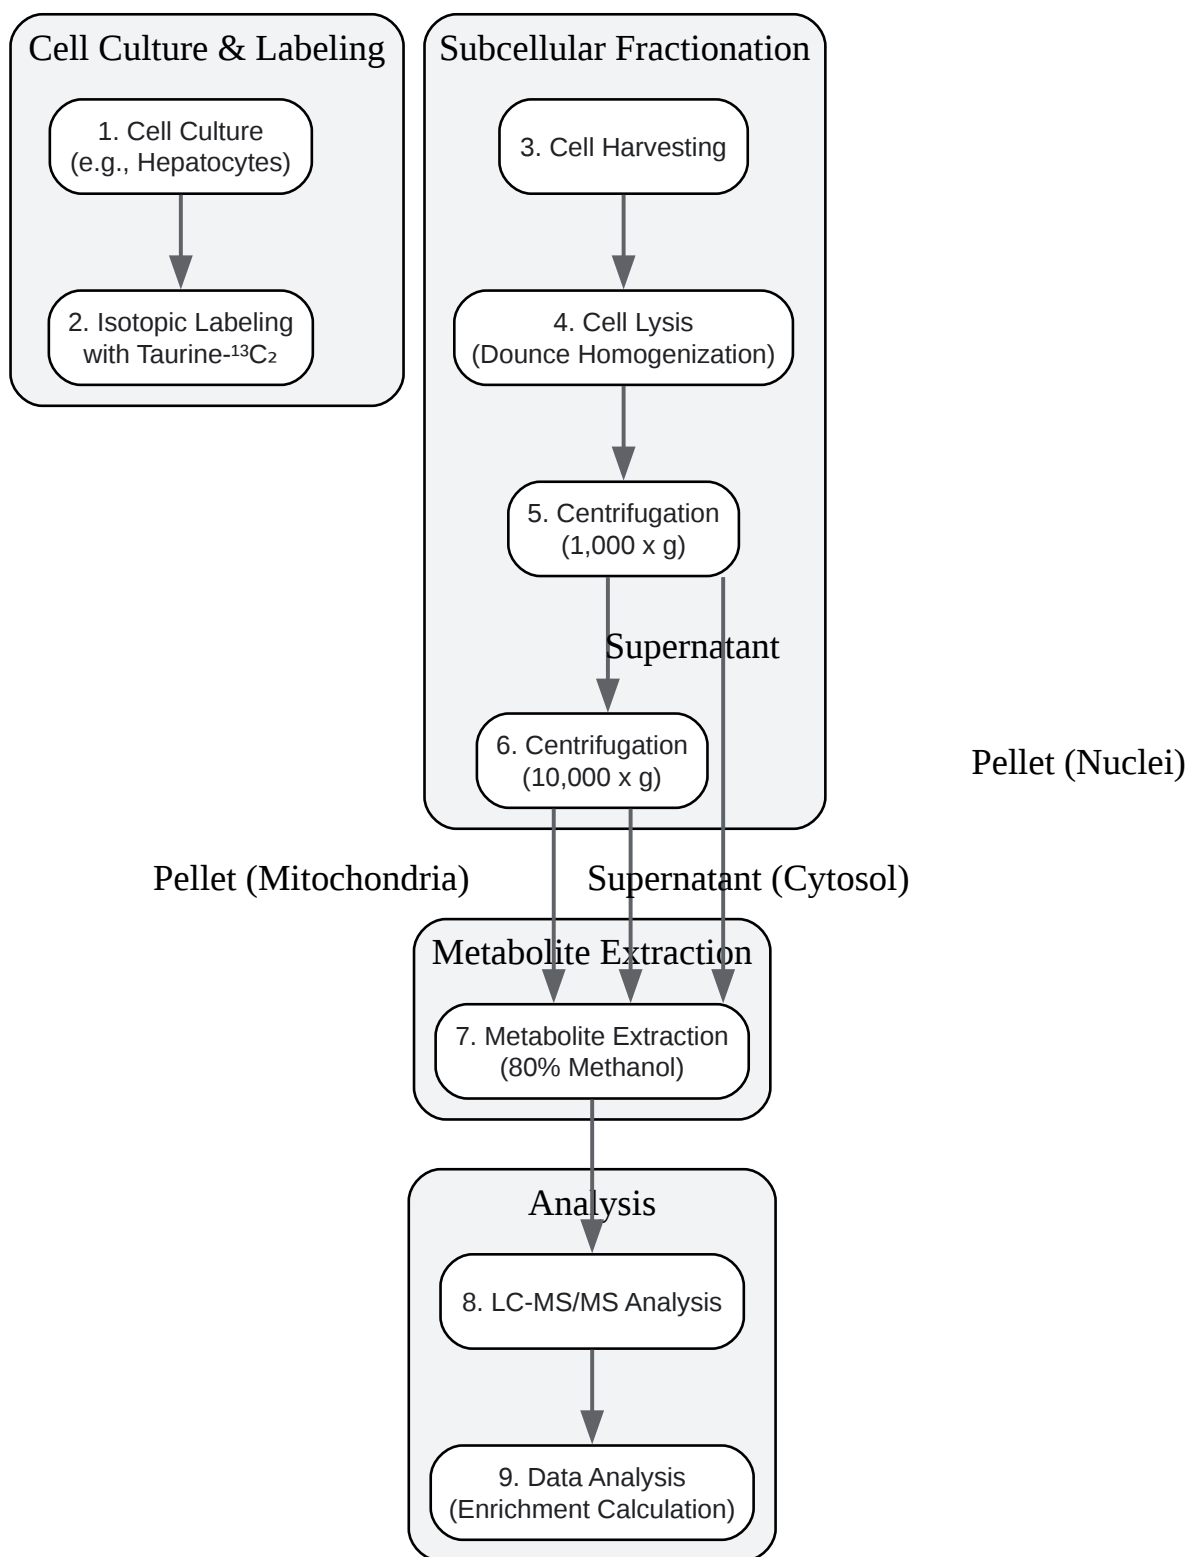 Cell Culture & Labeling
1. Cell Culture
(e.g., Hepatocytes)
2. Isotopic Labeling
with Taurine-¹³C₂
Subcellular Fractionation
3. Cell Harvesting
4. Cell Lysis
(Dounce Homogenization)
5. Centrifugation
(1,000 x g)
Supernatant
6. Centrifugation
(10,000 x g)
Pellet (Nuclei)
Pellet (Mitochondria)
Supernatant (Cytosol)
Metabolite Extraction
7. Metabolite Extraction
(80% Methanol)
Analysis
8. LC-MS/MS Analysis
9. Data Analysis
(Enrichment Calculation)